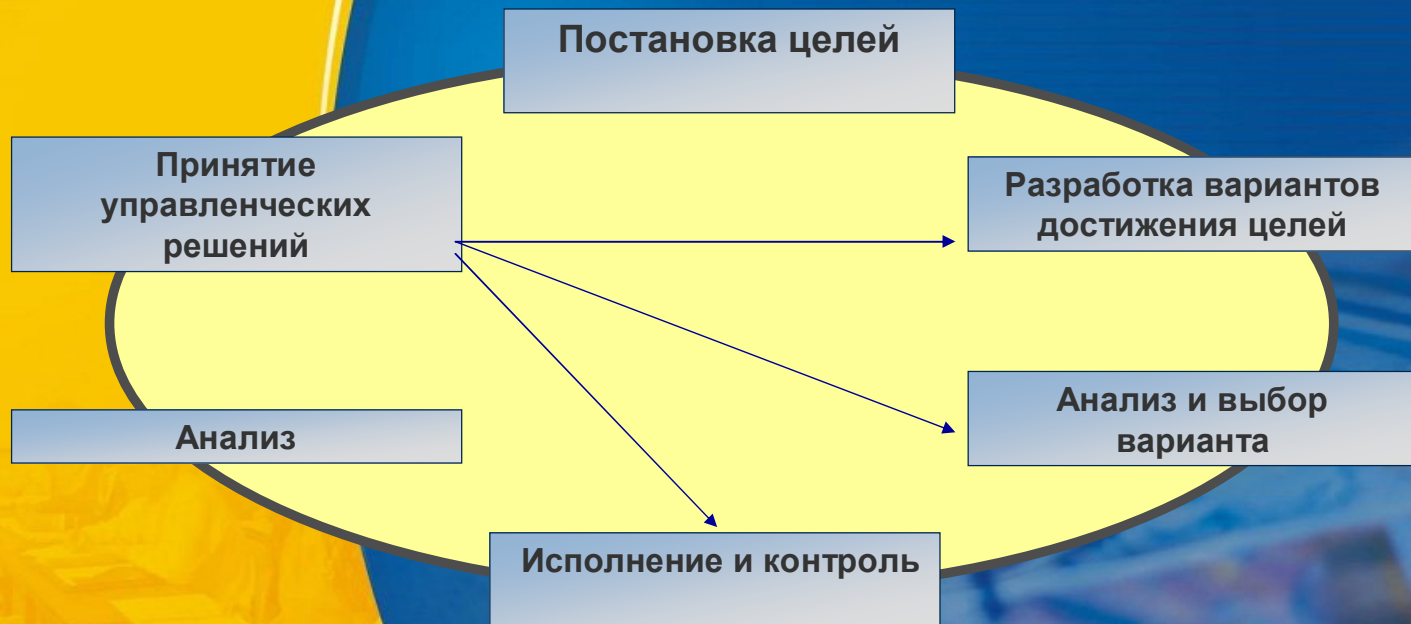 Постановка целей
Принятие
управленческих
решений
Разработка вариантов
достижения целей
Анализ
Анализ и выбор
варианта
Исполнение и контроль